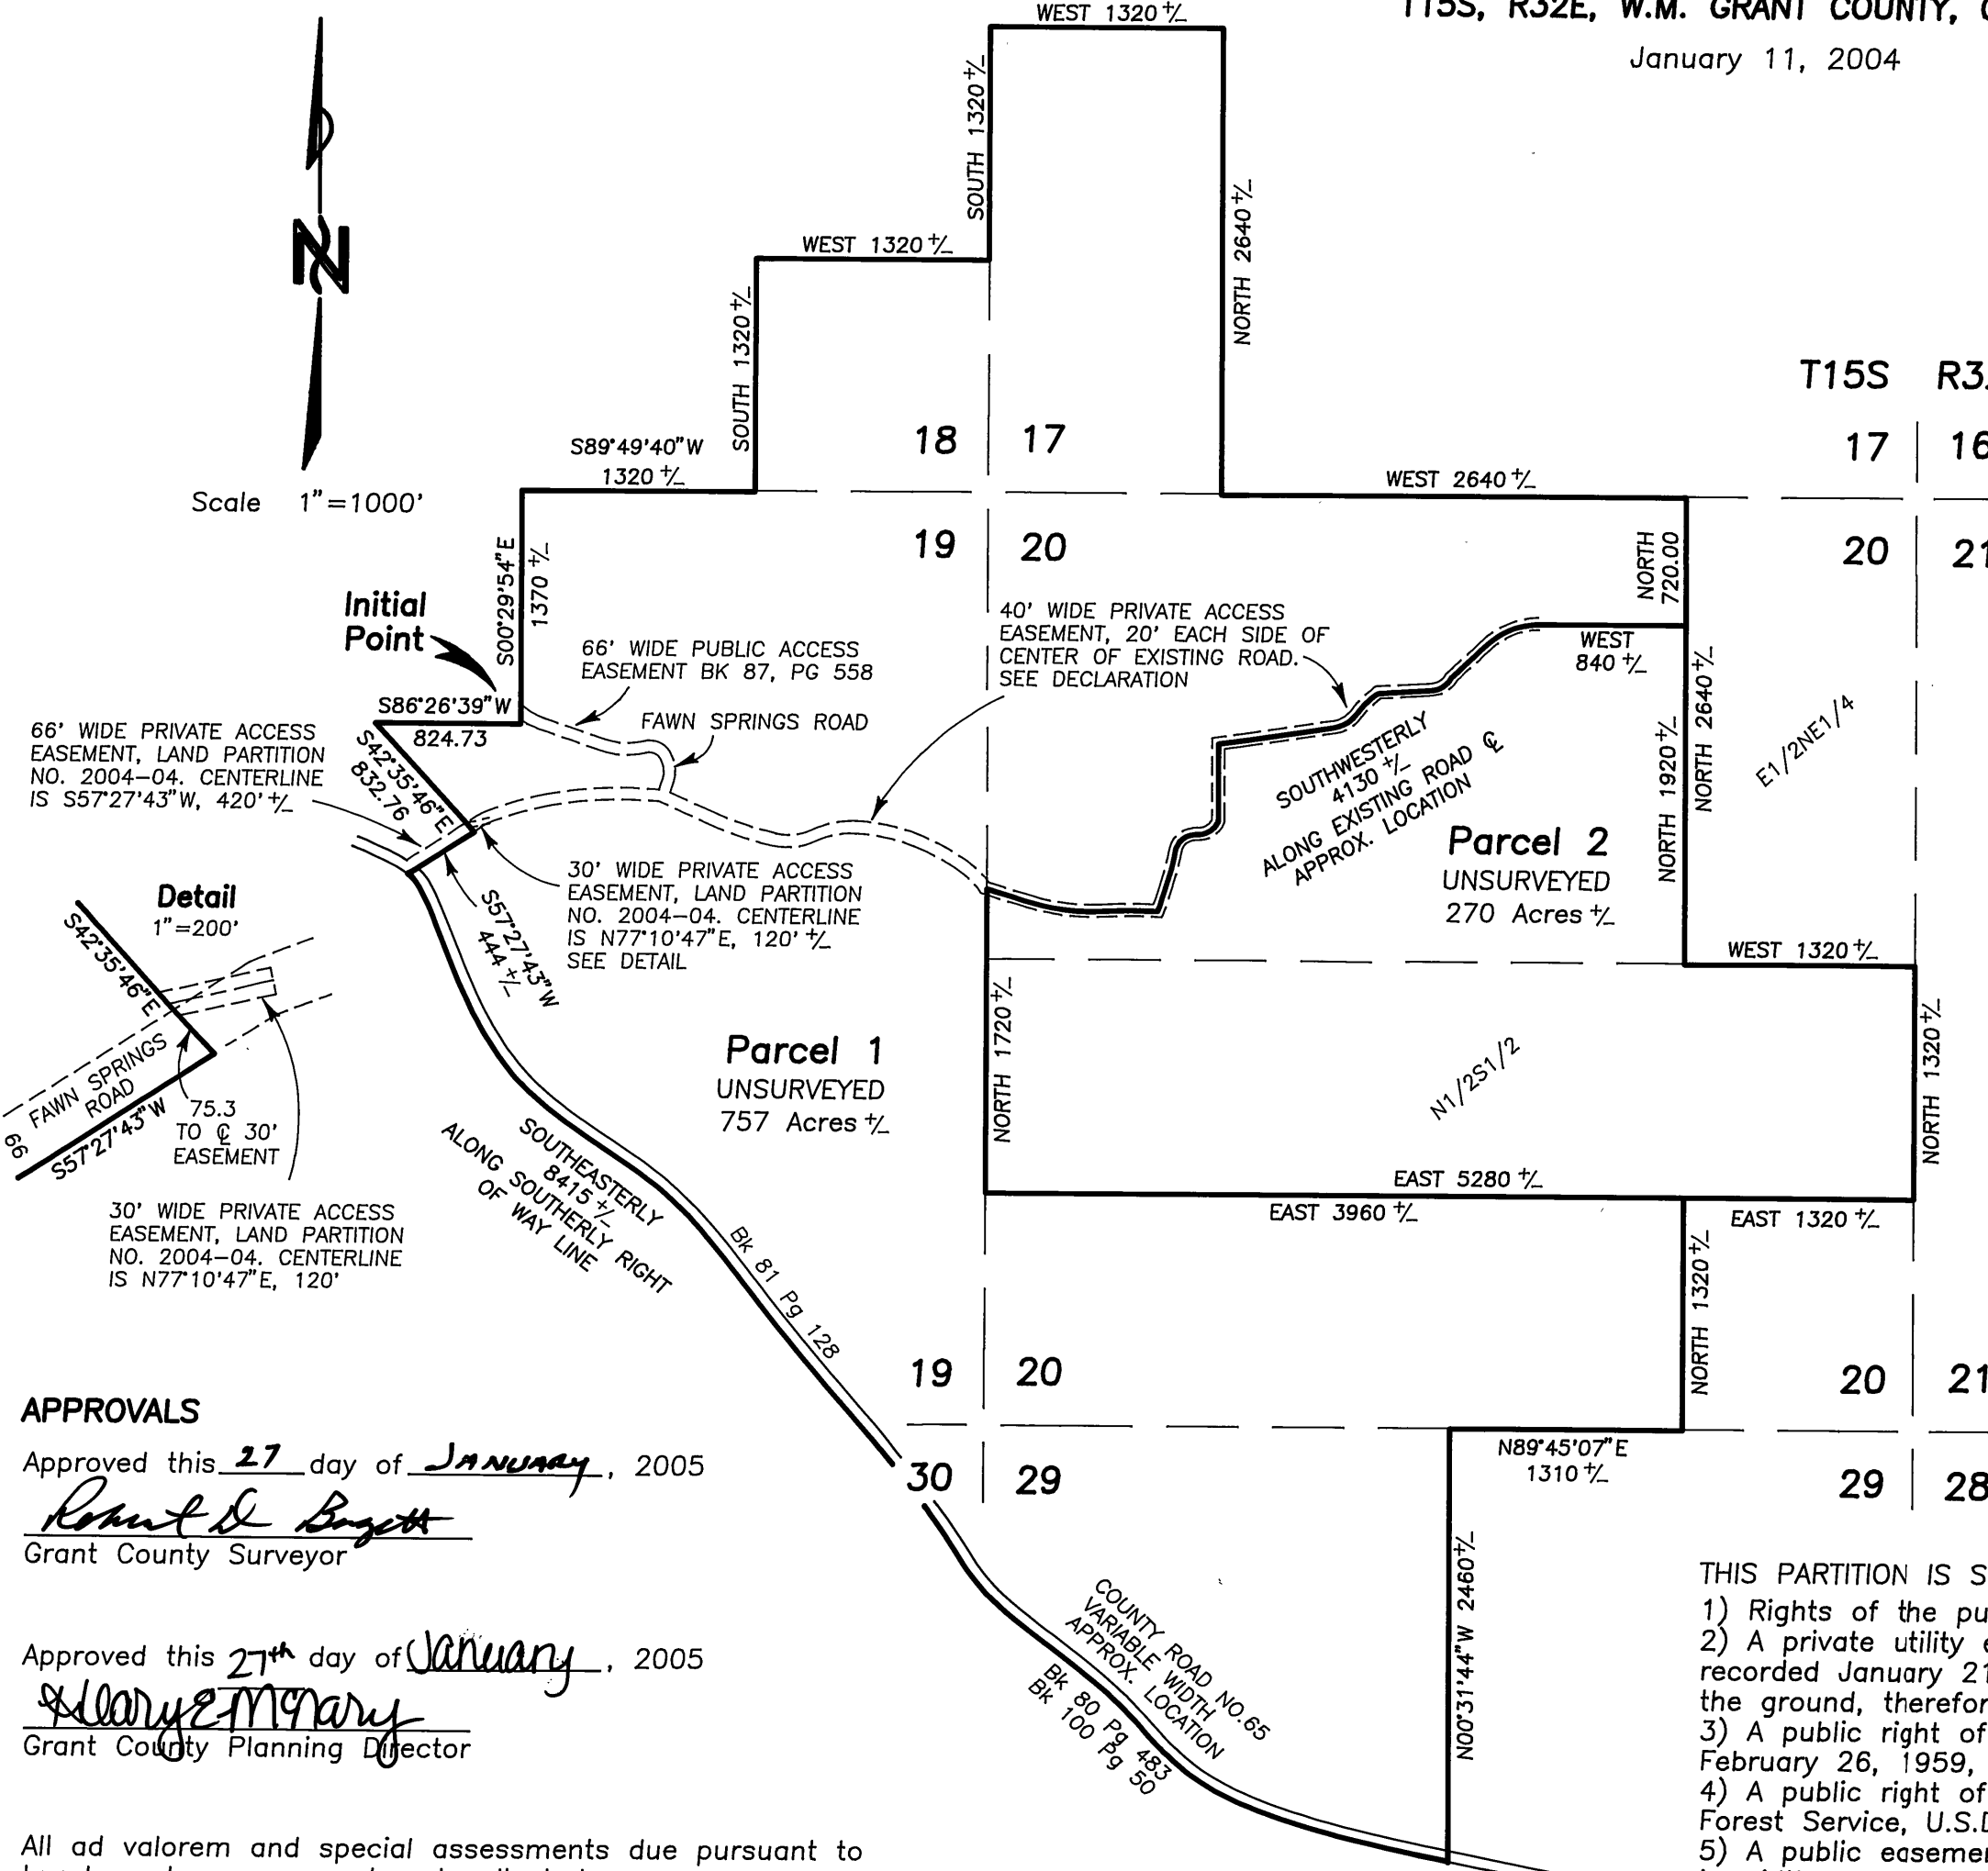 T15S, R32E, W.M. GRANT COUNTY,
January 11, 2004
WEST 1320 +/-
SOUTH 1320 +/-
WEST 1320 +/-
NORTH 2640 +/-
SOUTH 1320 +/-
N
Scale 1"=1000'
S89°49'40"W
1320 +/-
18
17
WEST 2640 +/-
T15S
17
16
19
20
20
21
NORTH
720.00
S00°29'54"E
1370 +/-
Initial
Point
66' WIDE PUBLIC ACCESS
EASEMENT BK 87, PG 558
40' WIDE PRIVATE ACCESS
EASEMENT, 20' EACH SIDE OF
CENTER OF EXISTING ROAD.
SEE DECLARATION
WEST
840 +/-
S86°26'39"W
824.73
FAWN SPRINGS ROAD
66' WIDE PRIVATE ACCESS
EASEMENT, LAND PARTITION
NO. 2004-04. CENTERLINE
IS S57°27'43"W, 420' +/-
S42°35'46"E
832.76
NORTH 2640 +/-
NORTH 1920 +/-
E1/2NE1/4
SOUTHWESTERLY
4130 +/-
ALONG EXISTING ROAD ℄
APPROX. LOCATION
Parcel 2
UNSURVEYED
270 Acres +/-
30' WIDE PRIVATE ACCESS
EASEMENT, LAND PARTITION
NO. 2004-04. CENTERLINE
IS N77°10'47"E, 120' +/-
SEE DETAIL
S57°27'43"W
444 +/-
Detail
1"=200'
S42°35'46"E
FAWN SPRINGS
ROAD
66
S57°27'43"W
75.3
TO ℄ 30'
EASEMENT
30' WIDE PRIVATE ACCESS
EASEMENT, LAND PARTITION
NO. 2004-04. CENTERLINE
IS N77°10'47"E, 120'
WEST 1320 +/-
NORTH 1720 +/-
Parcel 1
UNSURVEYED
757 Acres +/-
N1/2S1/2
NORTH 1320 +/-
EAST 5280 +/-
EAST 3960 +/-
EAST 1320 +/-
SOUTHEASTERLY
8415 +/-
ALONG SOUTHERLY RIGHT
OF WAY LINE
Bk 81 Pg 128
NORTH 1320 +/-
19
20
20
21
30
29
29
28
N89°45'07"E
1310 +/-
N00°31'44"W 2460 +/-
COUNTY ROAD NO.65
VARIABLE WIDTH
APPROX. LOCATION
Bk 80 Pg 483
Bk 100 Pg 50
APPROVALS
Approved this 27 day of JANUARY, 2005
Grant County Surveyor
Approved this 27th day of January, 2005
Hilary E McNary
Grant County Planning Director
All ad valorem and special assessments due pursuant to
THIS PARTITION IS S
1) Rights of the pu
2) A private utility e
recorded January 21
the ground, therefor
3) A public right of
February 26, 1959,
4) A public right of
Forest Service, U.S.D
5) A public easeme